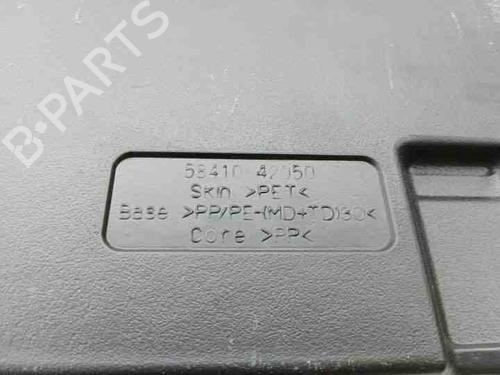 B-PARTS
58410 42050
Skin >PET<
Base >PP/PE-(MD+TD)30<
Core >PP<